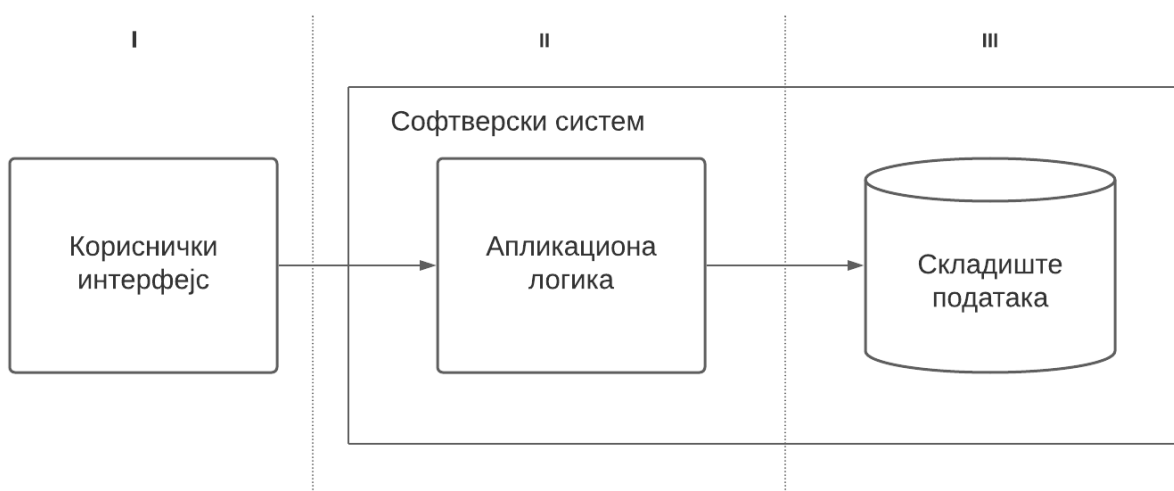 I
II
III
Софтверски систем
Кориснички
интерфејс
Апликациона
логика
Складиште
података